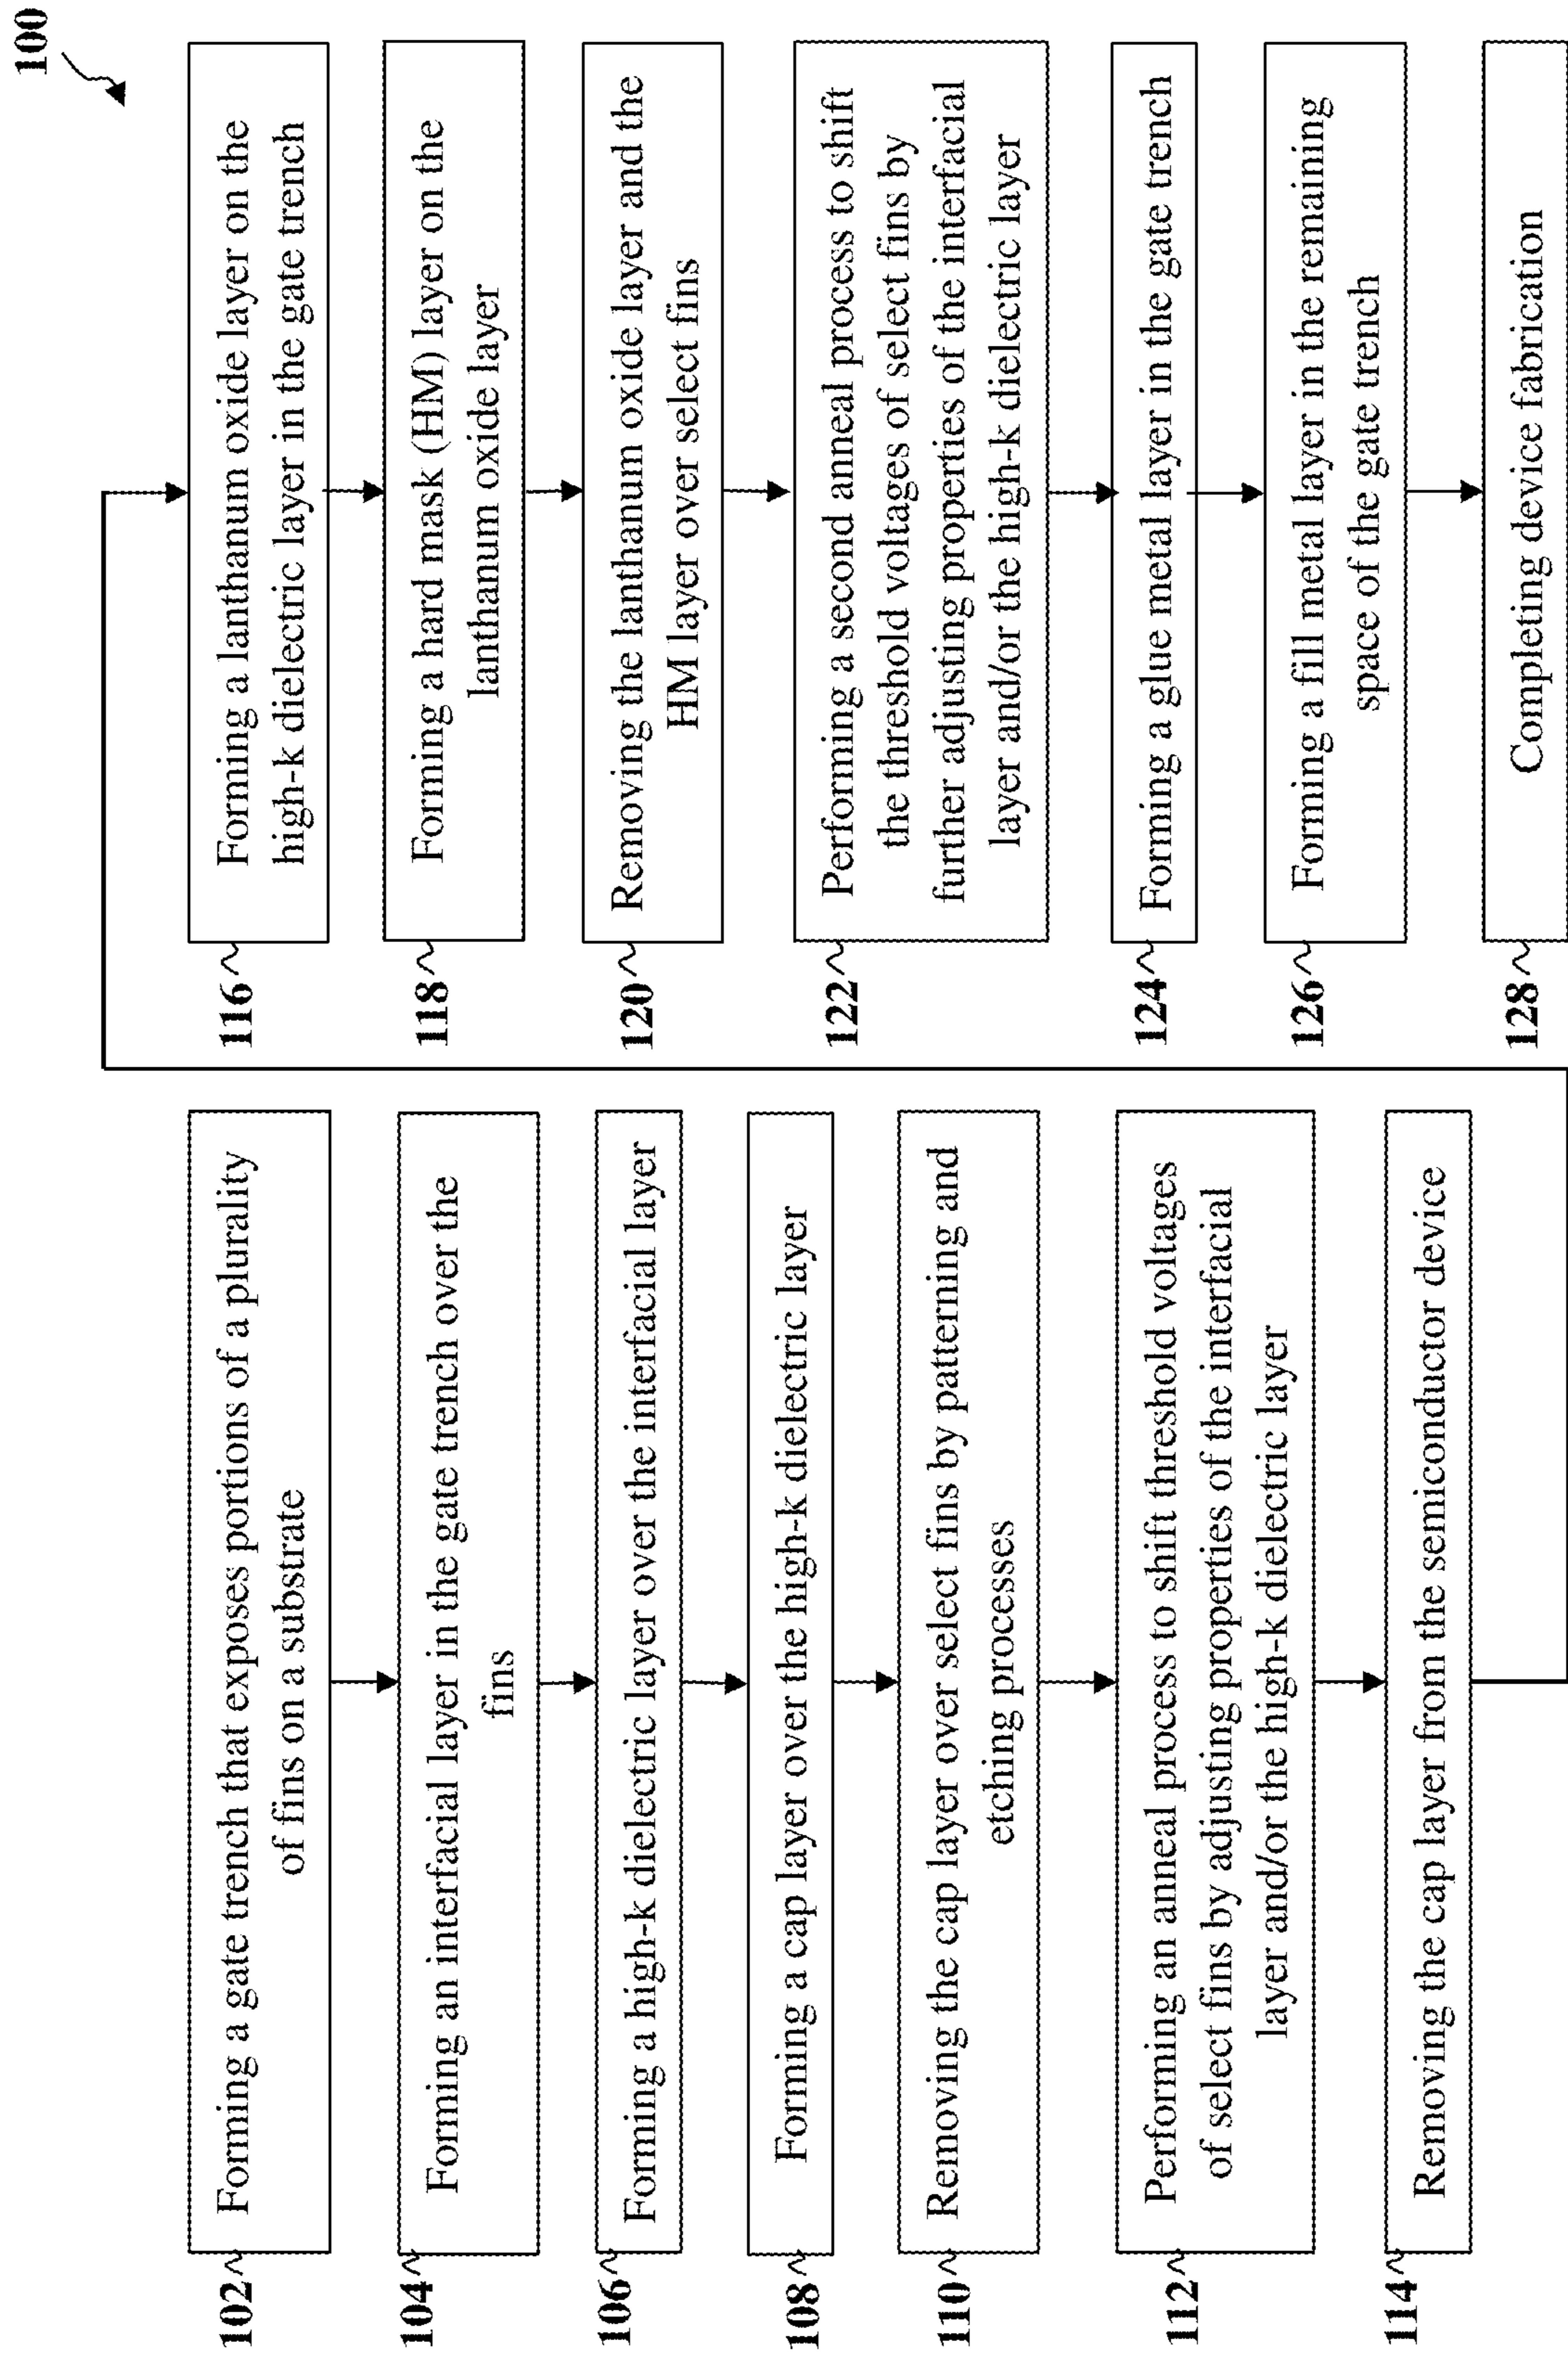 100
102
Forming a gate trench that exposes portions of a plurality
of fins on a substrate
104
Forming an interfacial layer in the gate trench over the
fins
106
Forming a high-k dielectric layer over the interfacial layer
108
Forming a cap layer over the high-k dielectric layer
110
Removing the cap layer over select fins by patterning and
etching processes
112
Performing an anneal process to shift threshold voltages
of select fins by adjusting properties of the interfacial
layer and/or the high-k dielectric layer
114
Removing the cap layer from the semiconductor device
116
Forming a lanthanum oxide layer on the
high-k dielectric layer in the gate trench
118
Forming a hard mask (HM) layer on the
lanthanum oxide layer
120
Removing the lanthanum oxide layer and the
HM layer over select fins
122
Performing a second anneal process to shift
the threshold voltages of select fins by
further adjusting properties of the interfacial
layer and/or the high-k dielectric layer
124
Forming a glue metal layer in the gate trench
126
Forming a fill metal layer in the remaining
space of the gate trench
128
Completing device fabrication